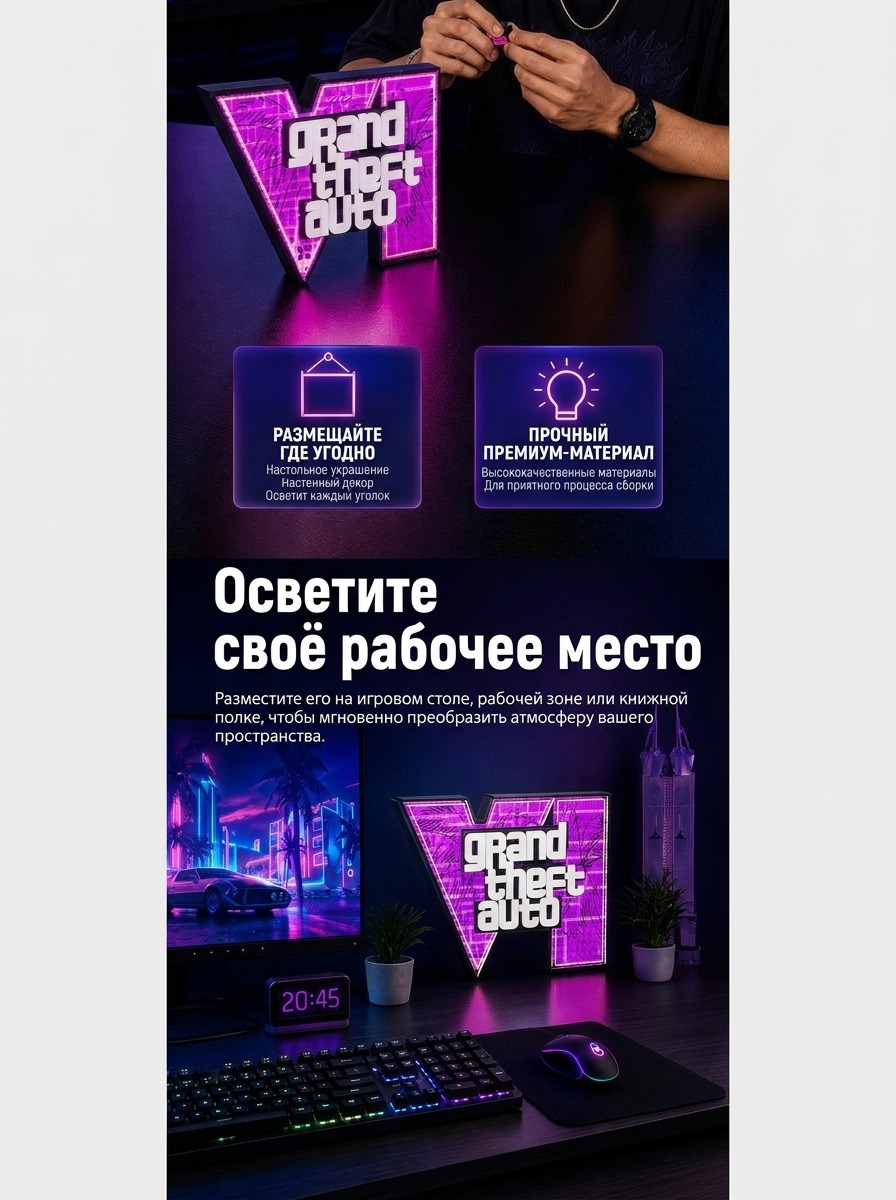 grand
theft
auto
VI
РАЗМЕЩАЙТЕ
ГДЕ УГОДНО
Настольное украшение
Настенный декор
Осветит каждый уголок
ПРОЧНЫЙ
ПРЕМИУМ-МАТЕРИАЛ
Высококачественные материалы
Для приятного процесса сборки
Осветите
своё рабочее место
Разместите его на игровом столе, рабочей зоне или книжной
полке, чтобы мгновенно преобразить атмосферу вашего
пространства.
VI
grand
theft
auto
20:45